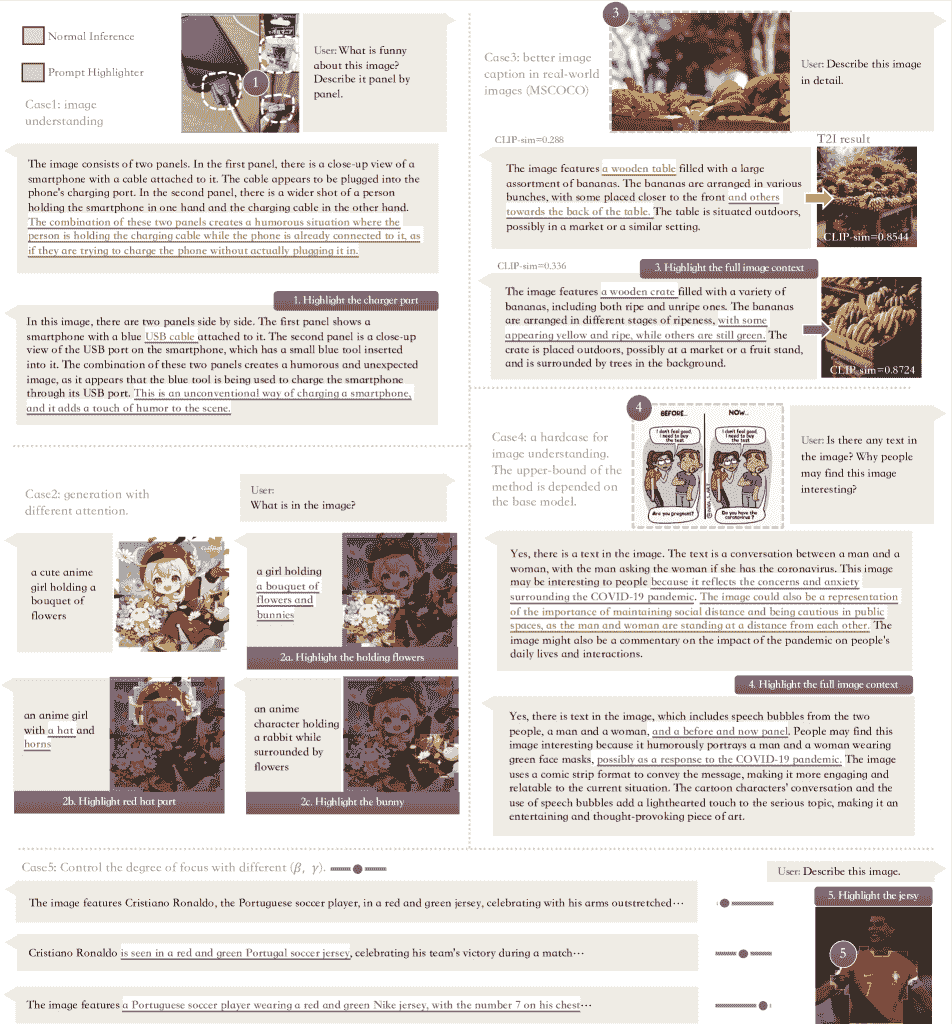 Normal Inference
Prompt Highlighter
Case1: image
understanding
1
User: What is funny
about this image?
Describe it panel by
panel.
The image consists of two panels. In the first panel, there is a close-up view of a
smartphone with a cable attached to it. The cable appears to be plugged into the
phone's charging port. In the second panel, there is a wider shot of a person
holding the smartphone in one hand and the charging cable in the other hand.
The combination of these two panels creates a humorous situation where the
person is holding the charging cable while the phone is already connected to it, as
if they are trying to charge the phone without actually plugging it in.
1. Highlight the charger part
In this image, there are two panels side by side. The first panel shows a
smartphone with a blue USB cable attached to it. The second panel is a close-up
view of the USB port on the smartphone, which has a small blue tool inserted
into it. The combination of these two panels creates a humorous and unexpected
image, as it appears that the blue tool is being used to charge the smartphone
through its USB port. This is an unconventional way of charging a smartphone,
and it adds a touch of humor to the scene.
Case2: generation with
different attention.
User:
What is in the image?
a cute anime
girl holding a
bouquet of
flowers
a girl holding
a bouquet of
flowers and
bunnies
2a. Highlight the holding flowers
an anime girl
with a hat and
horns
2b. Highlight red hat part
an anime
character holding
a rabbit while
surrounded by
flowers
2c. Highlight the bunny
3
Case3: better image
caption in real-world
images (MSCOCO)
User: Describe this image
in detail.
CLIP-sim=0.288
T2I result
The image features a wooden table filled with a large
assortment of bananas. The bananas are arranged in various
bunches, with some placed closer to the front and others
towards the back of the table. The table is situated outdoors,
possibly in a market or a similar setting.
CLIP-sim=0.8544
CLIP-sim=0.336
3. Highlight the full image context
The image features a wooden crate filled with a variety of
bananas, including both ripe and unripe ones. The bananas
are arranged in different stages of ripeness, with some
appearing yellow and ripe, while others are still green. The
crate is placed outdoors, possibly at a market or a fruit stand,
and is surrounded by trees in the background.
CLIP-sim=0.8724
4
Case4: a hardcase for
image understanding.
The upper-bound of the
method is depended on
the base model.
BEFORE...
NOW...
I don't feel good,
i need to buy
the test.
I don't feel good,
i need to buy
the test.
Are you pregnant?
Do you have the
coronavirus ?
User: Is there any text in
the image? Why people
may find this image
interesting?
Yes, there is a text in the image. The text is a conversation between a man and a
woman, with the man asking the woman if she has the coronavirus. This image
may be interesting to people because it reflects the concerns and anxiety
surrounding the COVID-19 pandemic. The image could also be a representation
of the importance of maintaining social distance and being cautious in public
spaces, as the man and woman are standing at a distance from each other. The
image might also be a commentary on the impact of the pandemic on people's
daily lives and interactions.
4. Highlight the full image context
Yes, there is text in the image, which includes speech bubbles from the two
people, a man and a woman, and a before and now panel. People may find this
image interesting because it humorously portrays a man and a woman wearing
green face masks, possibly as a response to the COVID-19 pandemic. The image
uses a comic strip format to convey the message, making it more engaging and
relatable to the current situation. The cartoon characters' conversation and the
use of speech bubbles add a lighthearted touch to the serious topic, making it an
entertaining and thought-provoking piece of art.
Case5: Control the degree of focus with different (β, γ).
User: Describe this image.
The image features Cristiano Ronaldo, the Portuguese soccer player, in a red and green jersey, celebrating with his arms outstretched···
Cristiano Ronaldo is seen in a red and green Portugal soccer jersey, celebrating his team's victory during a match···
The image features a Portuguese soccer player wearing a red and green Nike jersey, with the number 7 on his chest···
5. Highlight the jersy
5
7